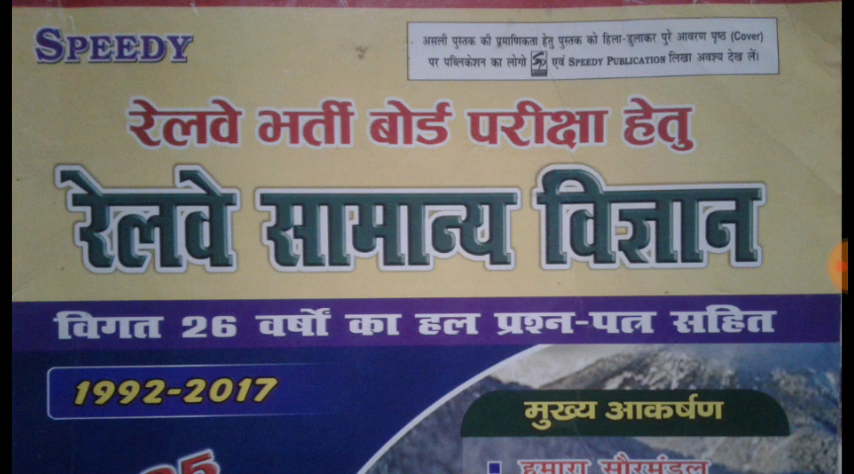 SPEEDY
असली पुस्तक की प्रमाणिकता हेतु पुस्तक को हिला-डुलाकर पुरे आवरण पृष्ठ (Cover)
पर पब्लिकेशन का लोगो Sp एवं SPEEDY PUBLICATION लिखा अवश्य देख लें।
रेलवे भर्ती बोर्ड परीक्षा हेतु
रेलवे सामान्य विज्ञान
विगत 26 वर्षों का हल प्रश्न-पत्र सहित
1992-2017
मुख्य आकर्षण
हमारा सौरमंडल